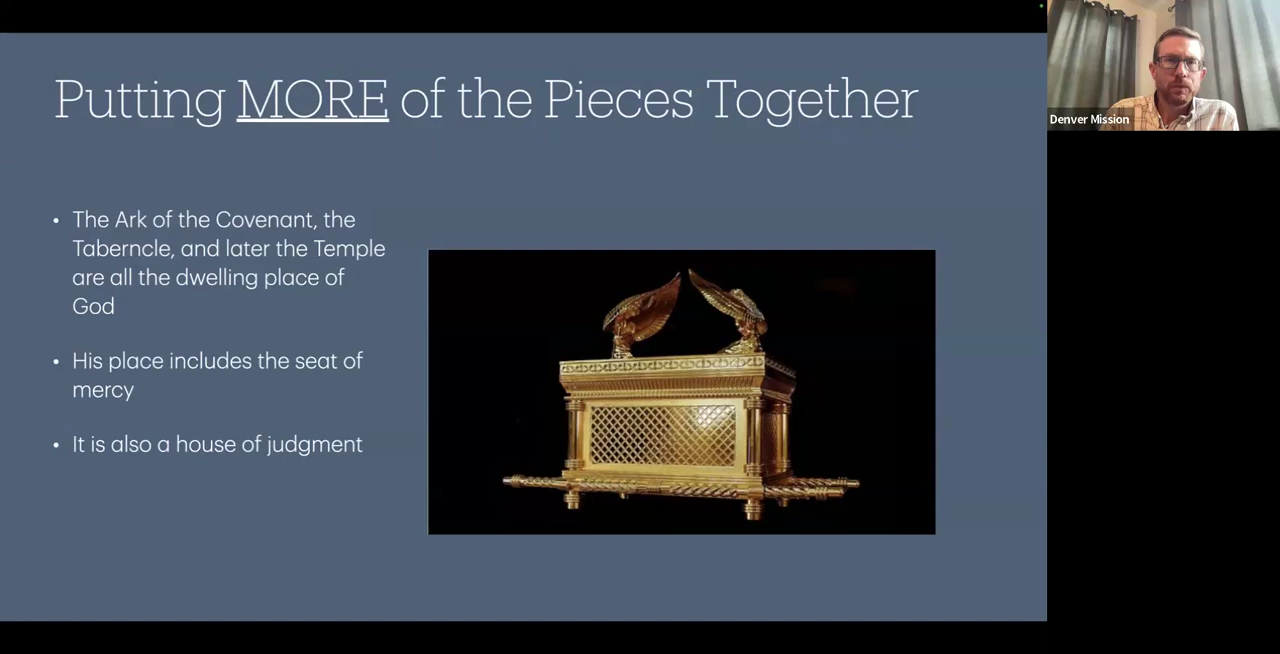 Putting MORE of the Pieces Together
• The Ark of the Covenant, the
Taberncle, and later the Temple
are all the dwelling place of
God
• His place includes the seat of
mercy
• It is also a house of judgment
Denver Mission